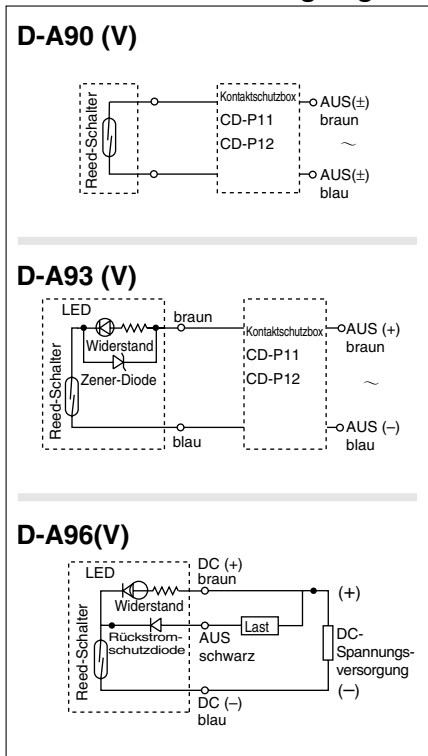 D-A90 (V)
Reed-Schalter
Kontaktschutzbox
CD-P11
CD-P12
AUS(±)
braun
~
AUS(±)
blau
D-A93 (V)
LED
braun
Widerstand
Zener-Diode
Reed-Schalter
blau
Kontaktschutzbox
CD-P11
CD-P12
AUS (+)
braun
~
AUS (–)
blau
D-A96(V)
LED
DC (+)
braun
Widerstand
Rückstrom-
schutzdiode
Reed-Schalter
AUS
schwarz
Last
DC (–)
blau
(+)
DC-
Spannungs-
versorgung
(–)